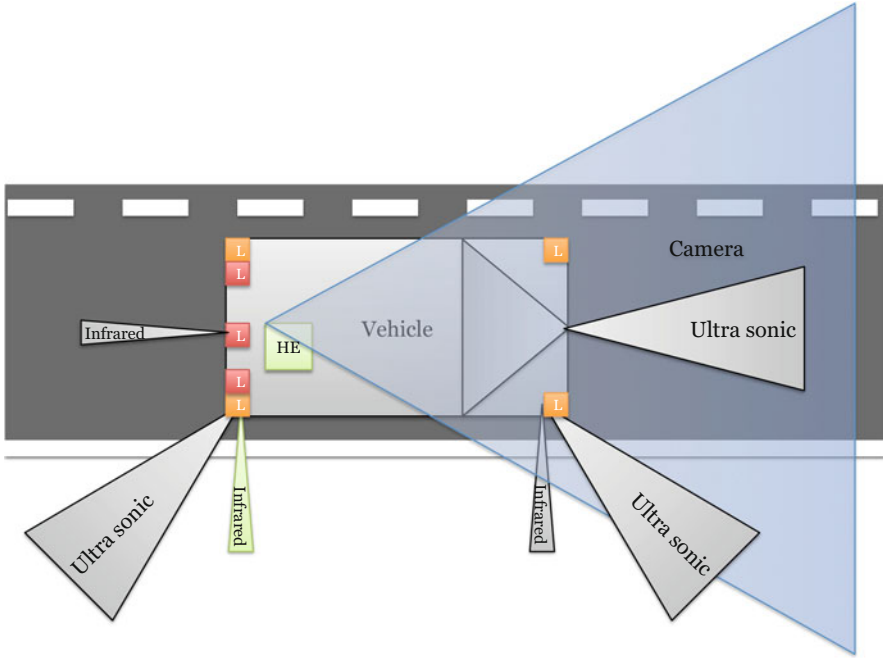 L
L
L
Camera
Infrared
L
HE
Vehicle
Ultra sonic
L
L
L
Ultra sonic
Infrared
Infrared
Ultra sonic